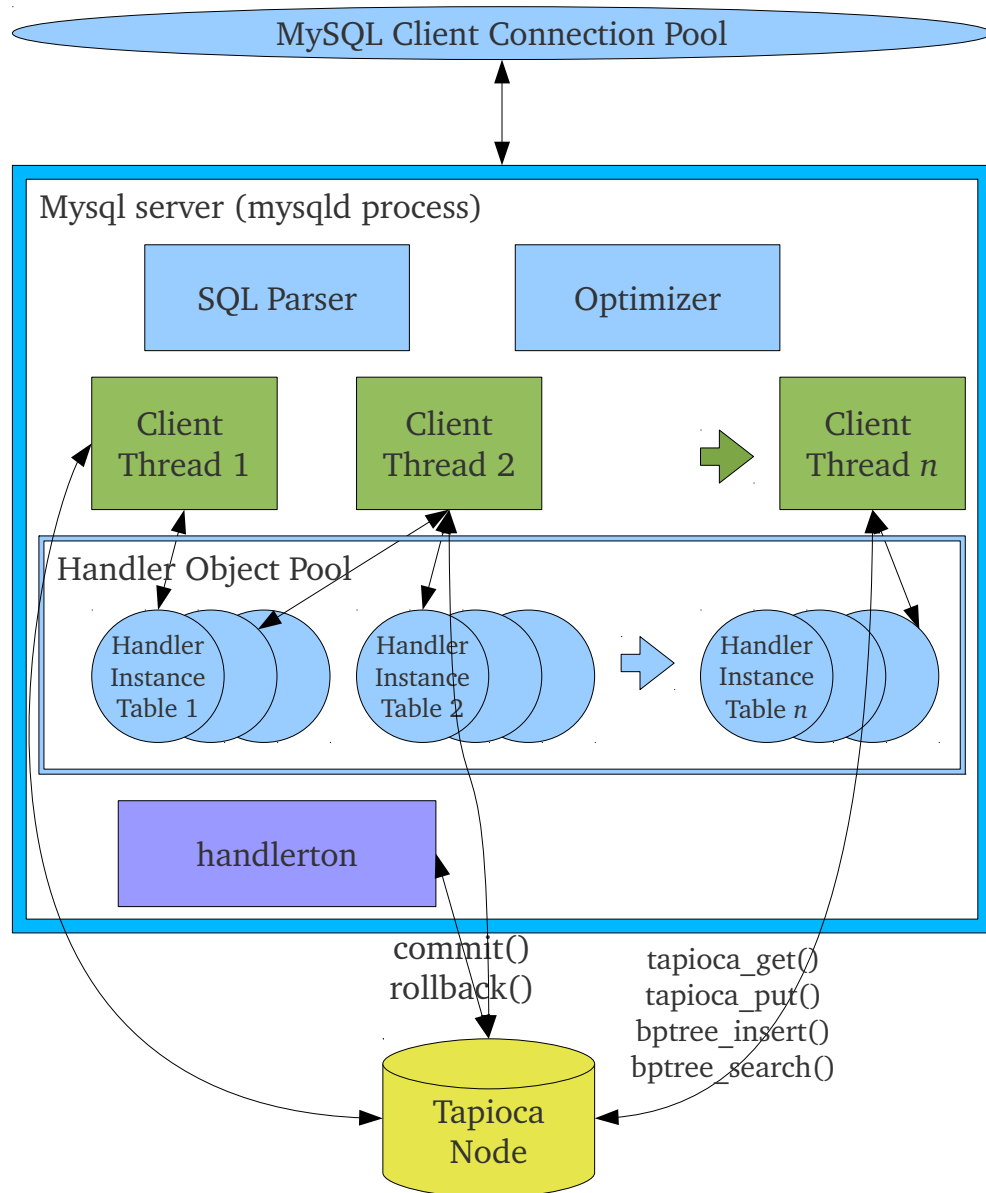 MySQL Client Connection Pool
Mysql server (mysqld process)
SQL Parser
Optimizer
Client
Thread 1
Client
Thread 2
Client
Thread n
Handler Object Pool
Handler
Instance
Table 1
Handler
Instance
Table 2
Handler
Instance
Table n
handlerton
commit()
rollback()
tapioca_get()
tapioca_put()
bptree_insert()
bptree_search()
Tapioca
Node